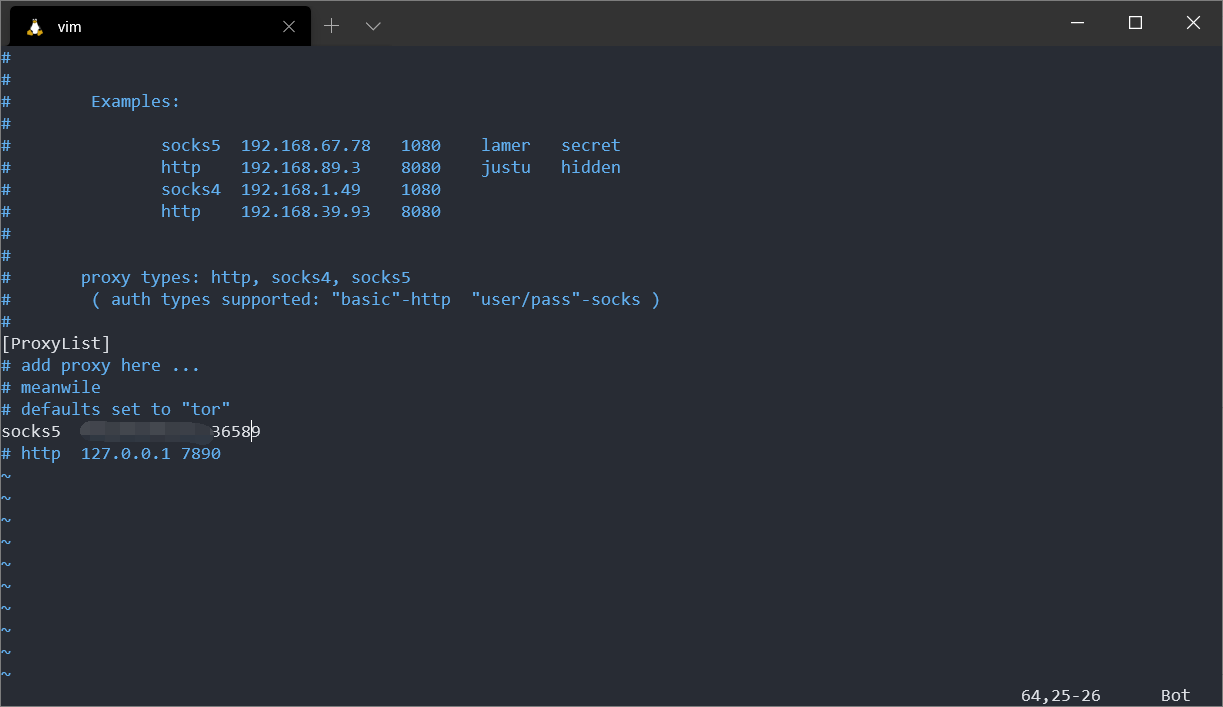 vim
#
#
#        Examples:
#
#               socks5  192.168.67.78   1080    lamer   secret
#               http    192.168.89.3    8080    justu   hidden
#               socks4  192.168.1.49    1080
#               http    192.168.39.93   8080
#
#
#       proxy types: http, socks4, socks5
#        ( auth types supported: "basic"-http  "user/pass"-socks )
#
[ProxyList]
# add proxy here ...
# meanwile
# defaults set to "tor"
socks5 36589
# http  127.0.0.1 7890
~
~
~
~
~
~
~
~
~
~
64,25-26 Bot